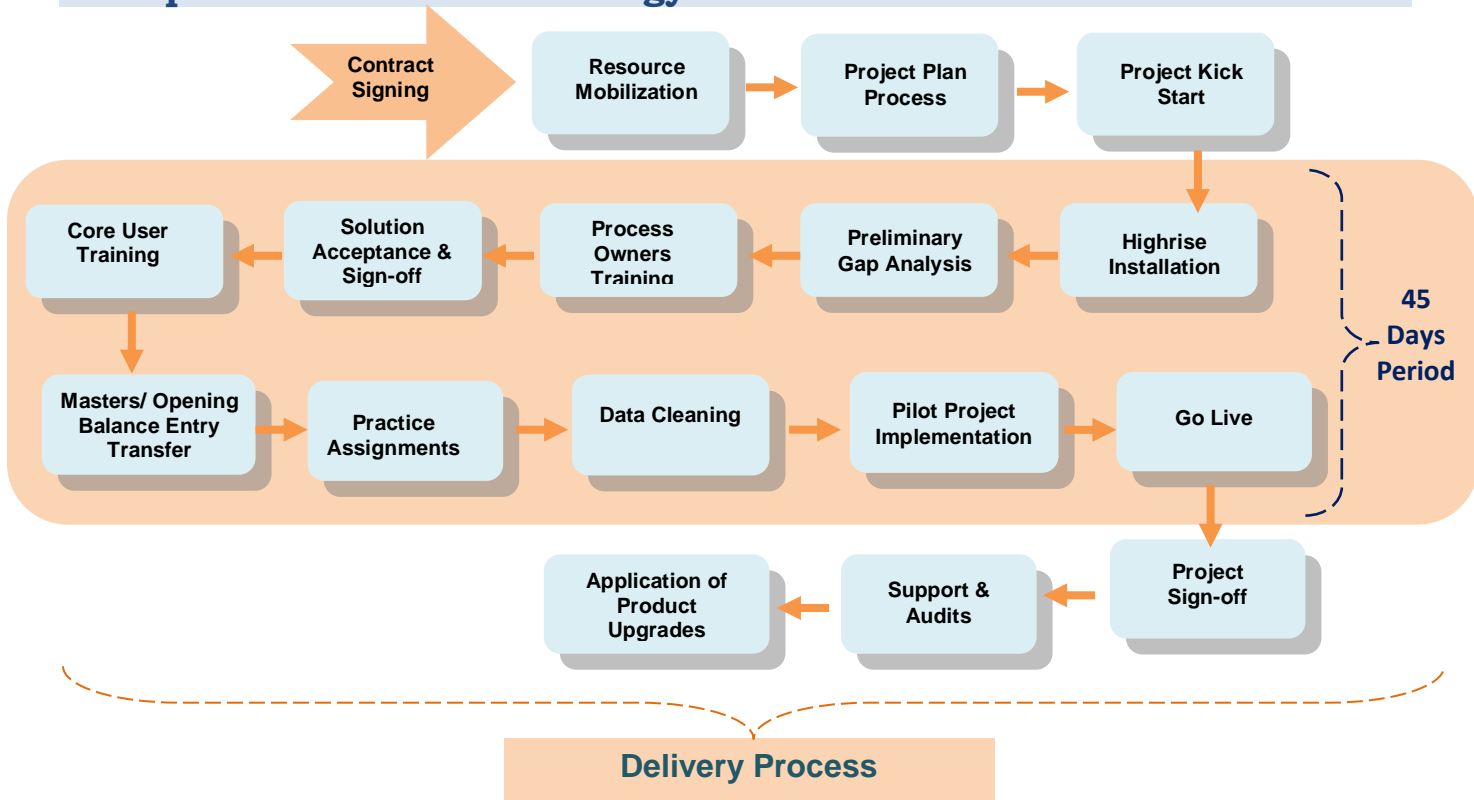 Contract
Signing
Resource
Mobilization
Project Plan
Process
Project Kick
Start
Highrise
Installation
Preliminary
Gap Analysis
Process
Owners
Training
Solution
Acceptance &
Sign-off
Core User
Training
45
Days
Period
Masters/ Opening
Balance Entry
Transfer
Practice
Assignments
Data Cleaning
Pilot Project
Implementation
Go Live
Project
Sign-off
Support &
Audits
Application of
Product
Upgrades
Delivery Process